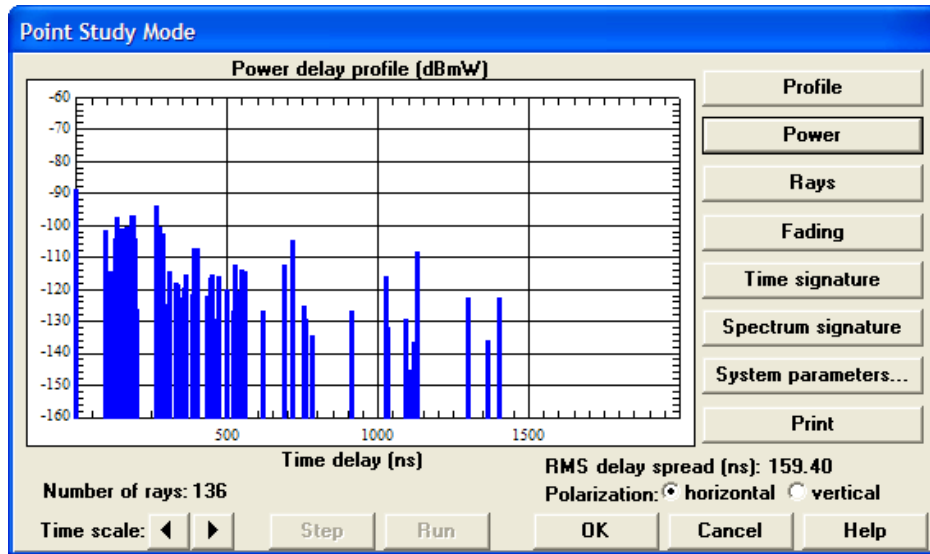 Point Study Mode
Power delay profile (dBmW)
-60
-70
-80
-90
-100
-110
-120
-130
-140
-150
-160
500
1000
1500
Time delay (ns)
Profile
Power
Rays
Fading
Time signature
Spectrum signature
System parameters...
Print
RMS delay spread (ns): 159.40
Number of rays: 136
Polarization: horizontal vertical
Time scale:
Step
Run
OK
Cancel
Help